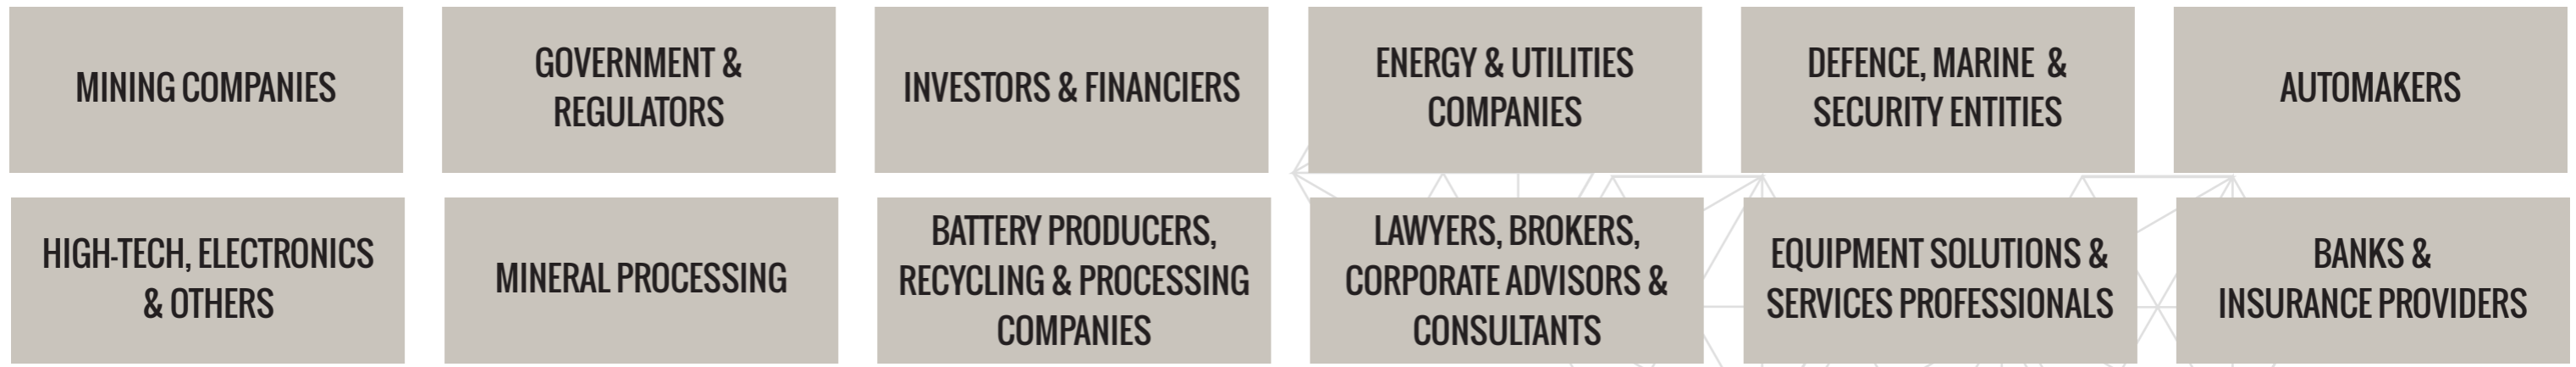 MINING COMPANIES
GOVERNMENT &
REGULATORS
INVESTORS & FINANCIERS
ENERGY & UTILITIES
COMPANIES
DEFENCE, MARINE &
SECURITY ENTITIES
AUTOMAKERS
HIGH-TECH, ELECTRONICS
& OTHERS
MINERAL PROCESSING
BATTERY PRODUCERS,
RECYCLING & PROCESSING
COMPANIES
LAWYERS, BROKERS,
CORPORATE ADVISORS &
CONSULTANTS
EQUIPMENT SOLUTIONS &
SERVICES PROFESSIONALS
BANKS &
INSURANCE PROVIDERS